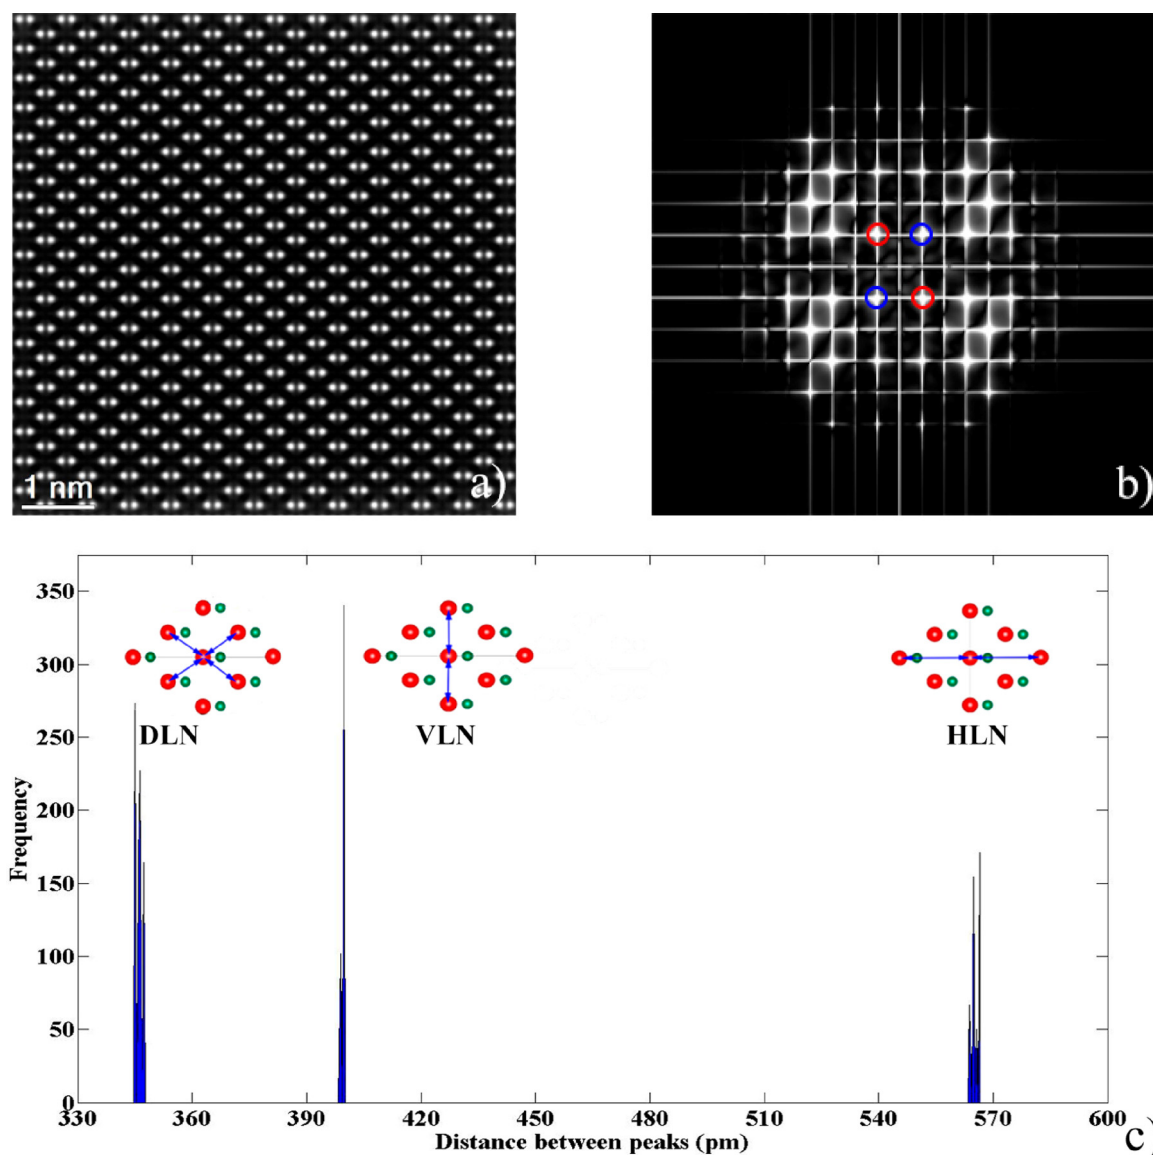 1 nm
a)
b)
350
300
250
200
150
100
50
0
Frequency
DLN
VLN
HLN
330 360 390 420 450 480 510 540 570 600
Distance between peaks (pm)
c)